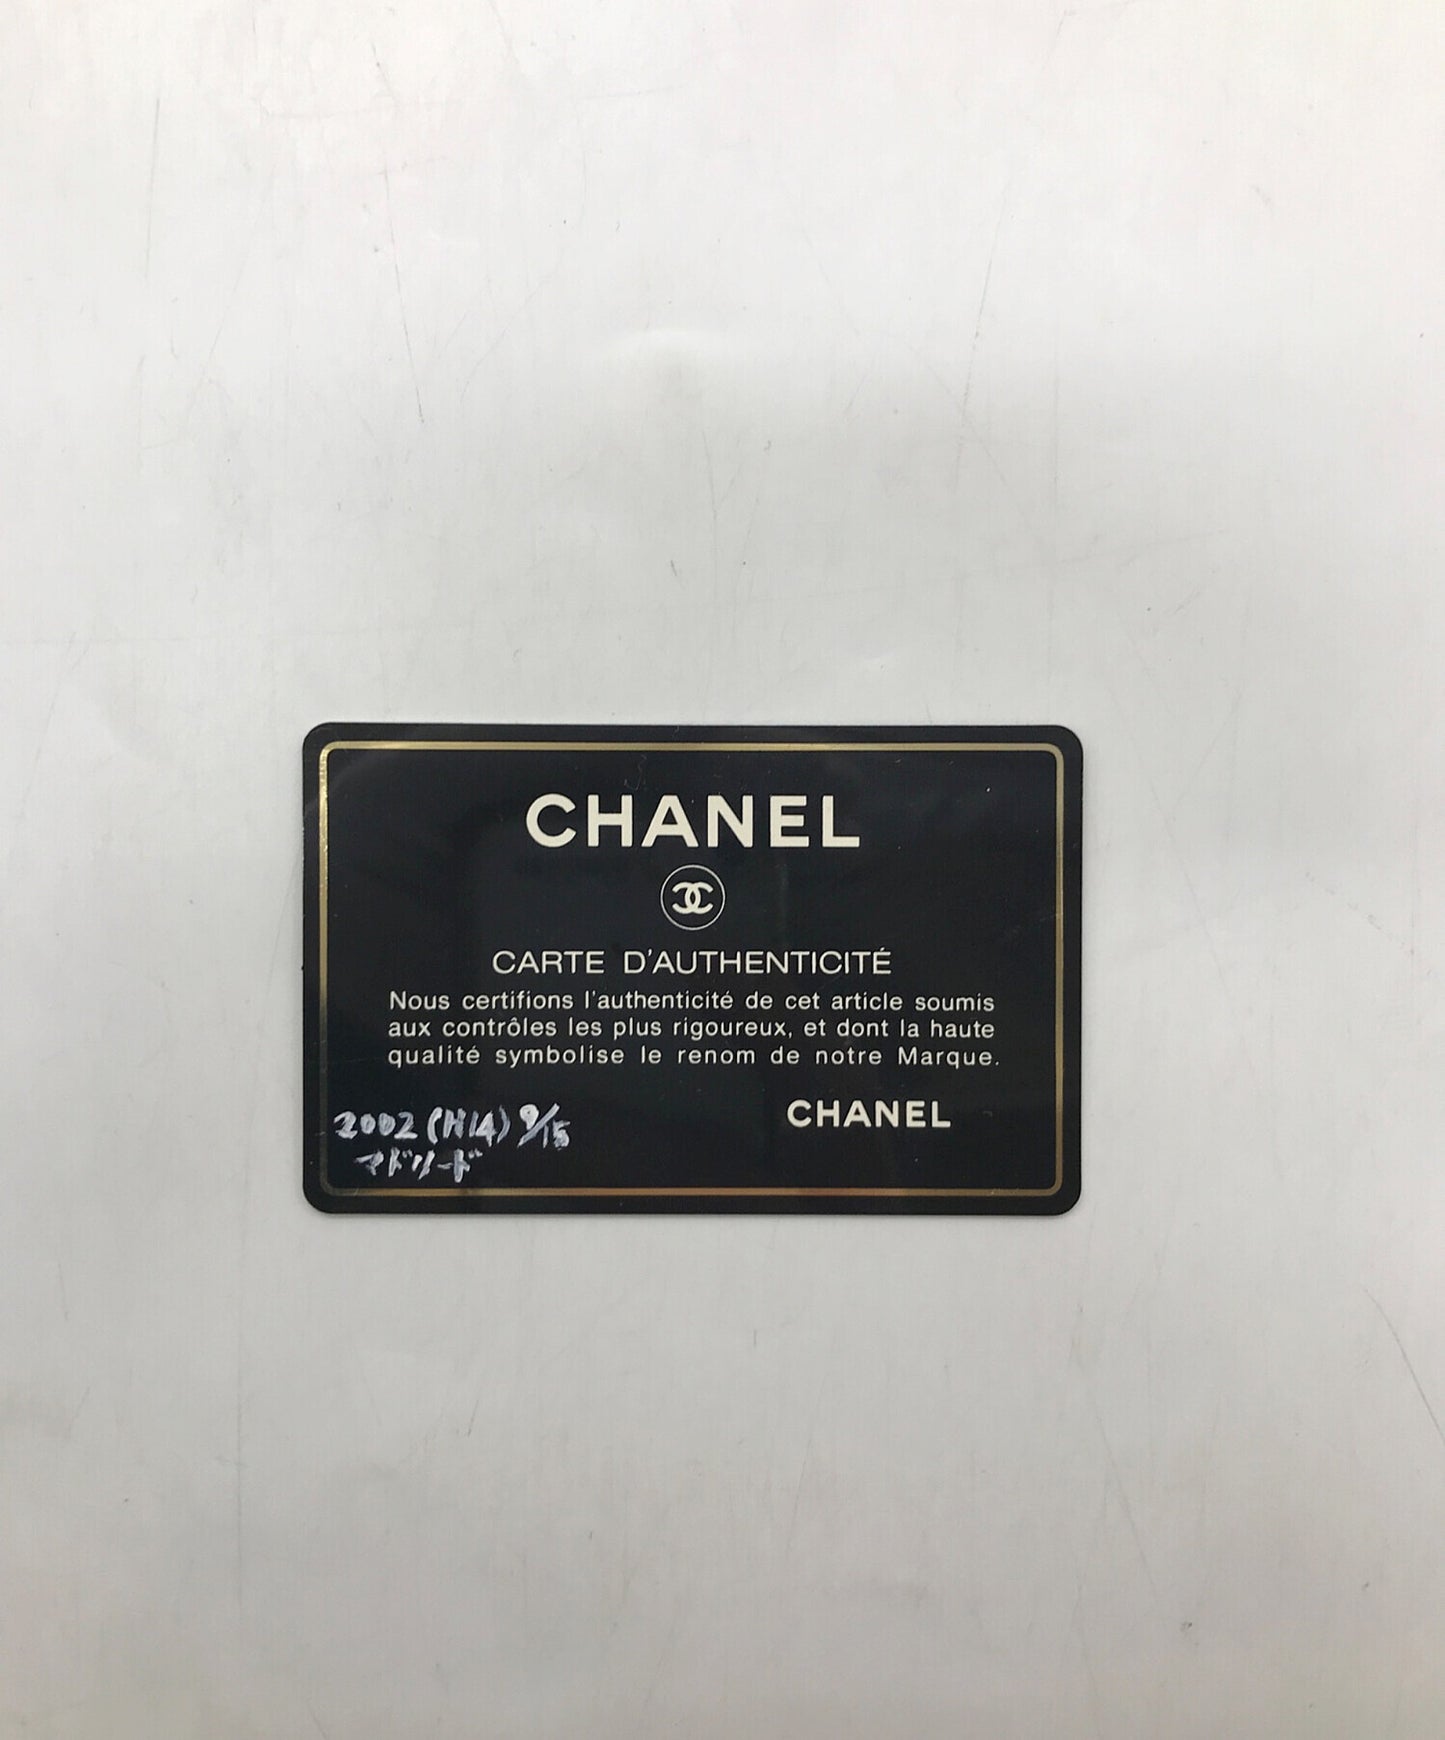 CHANEL
CARTE D'AUTHENTICITÉ
Nous certifions l'authenticité de cet article soumis
aux contrôles les plus rigoureux, et dont la haute
qualité symbolise le renom de notre Marque.
CHANEL
2002 (H14) 9/15
マドリード